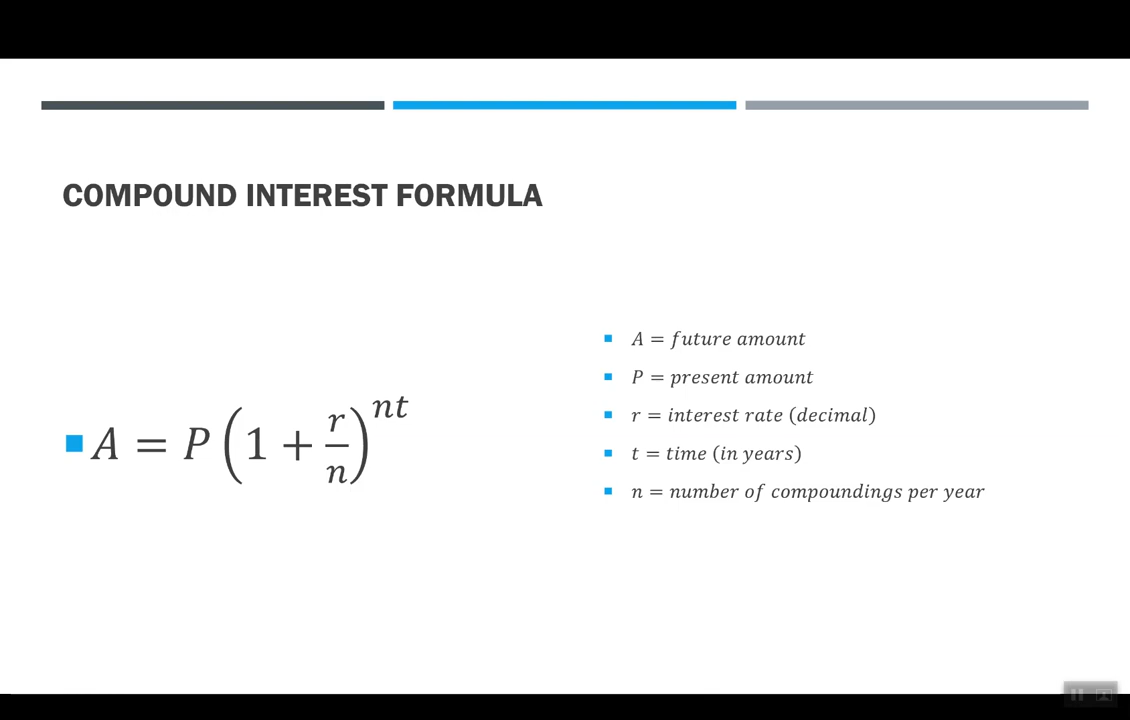 COMPOUND INTEREST FORMULA
A = P(1 + r/n)^nt
A = future amount
P = present amount
r = interest rate (decimal)
t = time (in years)
n = number of compoundings per year